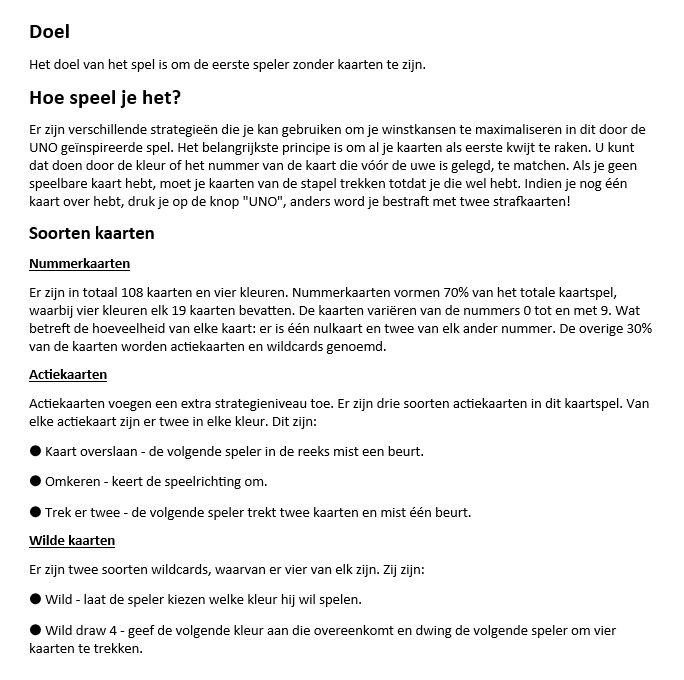 Doel
Het doel van het spel is om de eerste speler zonder kaarten te zijn.
Hoe speel je het?
Er zijn verschillende strategieën die je kan gebruiken om je winstkansen te maximaliseren in dit door de
UNO geïnspireerde spel. Het belangrijkste principe is om al je kaarten als eerste kwijt te raken. U kunt
dat doen door de kleur of het nummer van de kaart die vóór de uwe is gelegd, te matchen. Als je geen
speelbare kaart hebt, moet je kaarten van de stapel trekken totdat je die wel hebt. Indien je nog één
kaart over hebt, druk je op de knop "UNO", anders word je bestraft met twee strafkaarten!
Soorten kaarten
Nummerkaarten
Er zijn in totaal 108 kaarten en vier kleuren. Nummerkaarten vormen 70% van het totale kaartspel,
waarbij vier kleuren elk 19 kaarten bevatten. De kaarten variëren van de nummers 0 tot en met 9. Wat
betreft de hoeveelheid van elke kaart: er is één nulkaart en twee van elk ander nummer. De overige 30%
van de kaarten worden actiekaarten en wildcards genoemd.
Actiekaarten
Actiekaarten voegen een extra strategieniveau toe. Er zijn drie soorten actiekaarten in dit kaartspel. Van
elke actiekaart zijn er twee in elke kleur. Dit zijn:
● Kaart overslaan - de volgende speler in de reeks mist een beurt.
● Omkeren - keert de speelrichting om.
● Trek er twee - de volgende speler trekt twee kaarten en mist één beurt.
Wilde kaarten
Er zijn twee soorten wildcards, waarvan er vier van elk zijn. Zij zijn:
● Wild - laat de speler kiezen welke kleur hij wil spelen.
● Wild draw 4 - geef de volgende kleur aan die overeenkomt en dwing de volgende speler om vier
kaarten te trekken.